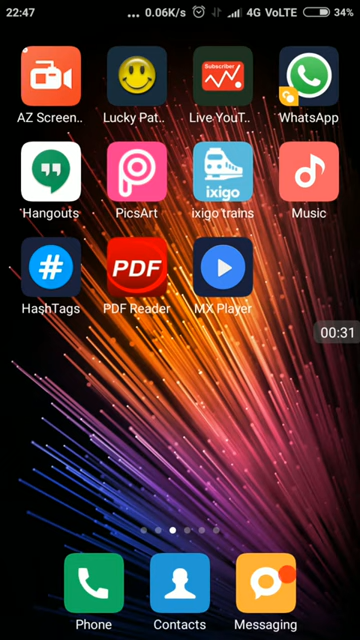 22:47 ... 0.06K/s 4G VoLTE 34%
Subscriber
AZ Screen.. Lucky Pat.. Live YouT.. WhatsApp
ixigo
Hangouts PicsArt ixigo trains Music
#
PDF
HashTags PDF Reader MX Player
00:31
Phone Contacts Messaging